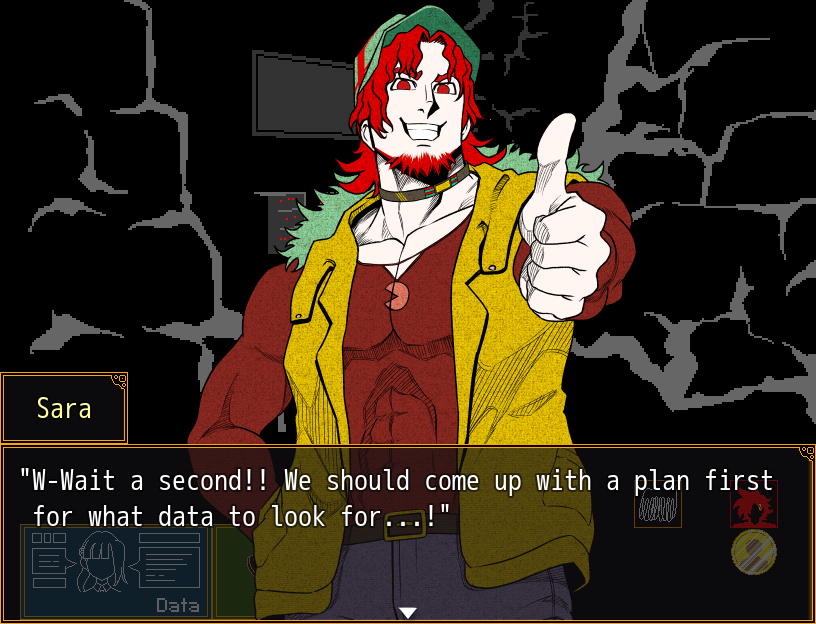 Sara
"W-Wait a second!! We should come up with a plan first
for what data to look for...!"
Data